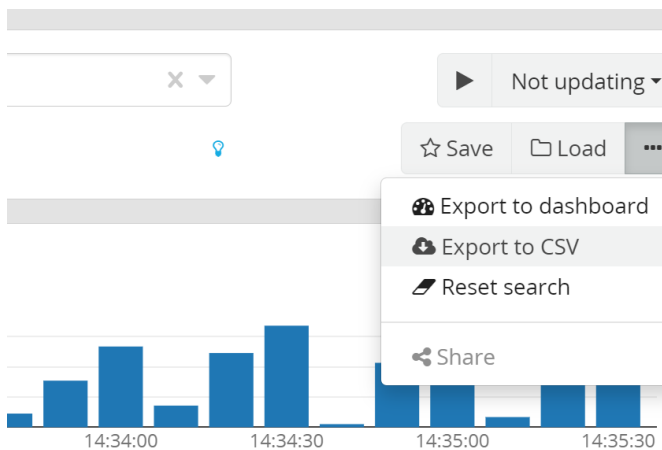 Not updating
Save Load
Export to dashboard
Export to CSV
Reset search
Share
14:34:00 14:34:30 14:35:00 14:35:30